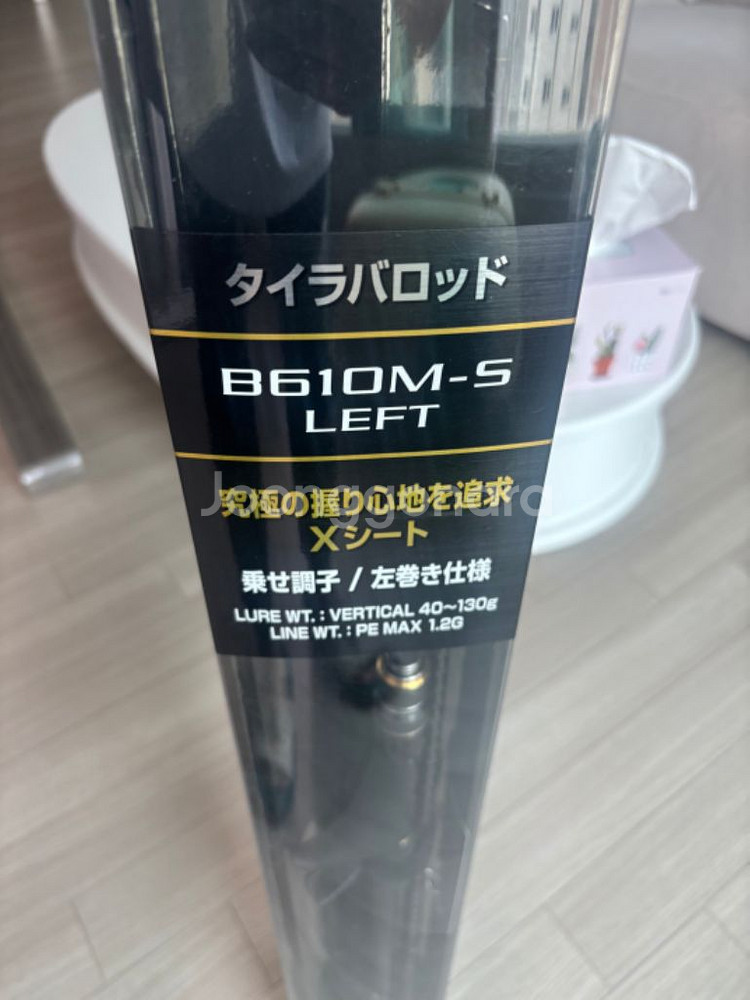 タイラバロッド
B610M-S
LEFT
究極の握り心地を追求
Xシート
乗せ調子 / 左巻き仕様
LURE WT. : VERTICAL 40～130g
LINE WT. : PE MAX 1.2G
Joonggonara